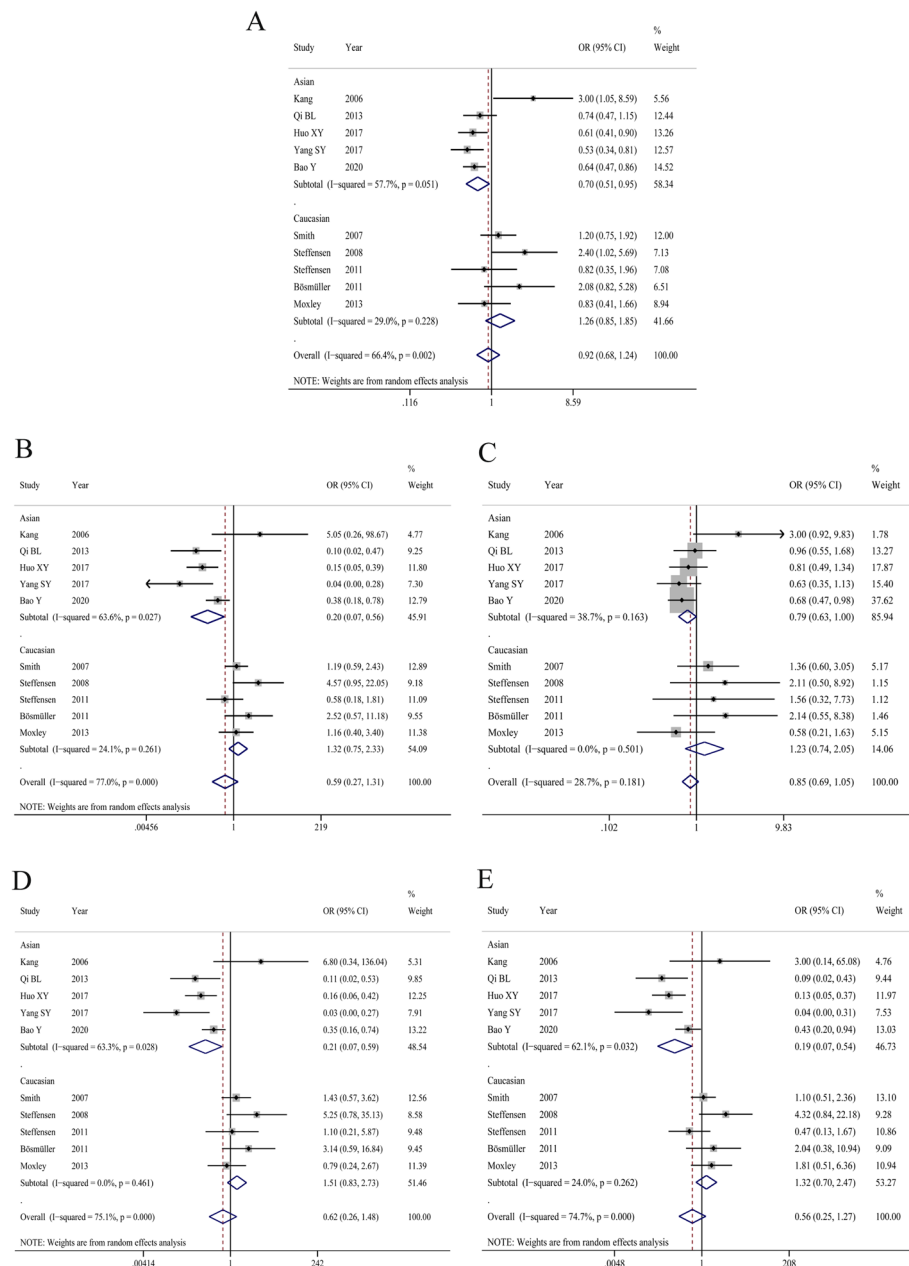 A
%
Study Year OR (95% CI) Weight
Asian
Kang 2006 3.00 (1.05, 8.59) 5.56
Qi BL 2013 0.74 (0.47, 1.15) 12.44
Huo XY 2017 0.61 (0.41, 0.90) 13.26
Yang SY 2017 0.53 (0.34, 0.81) 12.57
Bao Y 2020 0.64 (0.47, 0.86) 14.52
Subtotal (I−squared = 57.7%, p = 0.051) 0.70 (0.51, 0.95) 58.34
.
Caucasian
Smith 2007 1.20 (0.75, 1.92) 12.00
Steffensen 2008 2.40 (1.02, 5.69) 7.13
Steffensen 2011 0.82 (0.35, 1.96) 7.08
Bösmüller 2011 2.08 (0.82, 5.28) 6.51
Moxley 2013 0.83 (0.41, 1.66) 8.94
Subtotal (I−squared = 29.0%, p = 0.228) 1.26 (0.85, 1.85) 41.66
.
Overall (I−squared = 66.4%, p = 0.002) 0.92 (0.68, 1.24) 100.00
NOTE: Weights are from random effects analysis
.116 1 8.59
B
%
Study Year OR (95% CI) Weight
Asian
Kang 2006 5.05 (0.26, 98.67) 4.77
Qi BL 2013 0.10 (0.02, 0.47) 9.25
Huo XY 2017 0.15 (0.05, 0.39) 11.80
Yang SY 2017 0.04 (0.00, 0.28) 7.30
Bao Y 2020 0.38 (0.18, 0.78) 12.79
Subtotal (I−squared = 63.6%, p = 0.027) 0.20 (0.07, 0.56) 45.91
.
Caucasian
Smith 2007 1.19 (0.59, 2.43) 12.89
Steffensen 2008 4.57 (0.95, 22.05) 9.18
Steffensen 2011 0.58 (0.18, 1.81) 11.09
Bösmüller 2011 2.52 (0.57, 11.18) 9.55
Moxley 2013 1.16 (0.40, 3.40) 11.38
Subtotal (I−squared = 24.1%, p = 0.261) 1.32 (0.75, 2.33) 54.09
.
Overall (I−squared = 77.0%, p = 0.000) 0.59 (0.27, 1.31) 100.00
NOTE: Weights are from random effects analysis
.00456 1 219
C
%
Study Year OR (95% CI) Weight
Asian
Kang 2006 3.00 (0.92, 9.83) 1.78
Qi BL 2013 0.96 (0.55, 1.68) 13.27
Huo XY 2017 0.81 (0.49, 1.34) 17.87
Yang SY 2017 0.63 (0.35, 1.13) 15.40
Bao Y 2020 0.68 (0.47, 0.98) 37.62
Subtotal (I−squared = 38.7%, p = 0.163) 0.79 (0.63, 1.00) 85.94
.
Caucasian
Smith 2007 1.36 (0.60, 3.05) 5.17
Steffensen 2008 2.11 (0.50, 8.92) 1.15
Steffensen 2011 1.56 (0.32, 7.73) 1.12
Bösmüller 2011 2.14 (0.55, 8.38) 1.46
Moxley 2013 0.58 (0.21, 1.63) 5.15
Subtotal (I−squared = 0.0%, p = 0.501) 1.23 (0.74, 2.05) 14.06
.
Overall (I−squared = 28.7%, p = 0.181) 0.85 (0.69, 1.05) 100.00
.102 1 9.83
D
%
Study Year OR (95% CI) Weight
Asian
Kang 2006 6.80 (0.34, 136.04) 5.31
Qi BL 2013 0.11 (0.02, 0.53) 9.85
Huo XY 2017 0.16 (0.06, 0.42) 12.25
Yang SY 2017 0.03 (0.00, 0.27) 7.91
Bao Y 2020 0.35 (0.16, 0.74) 13.22
Subtotal (I−squared = 63.3%, p = 0.028) 0.21 (0.07, 0.59) 48.54
.
Caucasian
Smith 2007 1.43 (0.57, 3.62) 12.56
Steffensen 2008 5.25 (0.78, 35.13) 8.58
Steffensen 2011 1.10 (0.21, 5.87) 9.48
Bösmüller 2011 3.14 (0.59, 16.84) 9.45
Moxley 2013 0.79 (0.24, 2.67) 11.39
Subtotal (I−squared = 0.0%, p = 0.461) 1.51 (0.83, 2.73) 51.46
.
Overall (I−squared = 75.1%, p = 0.000) 0.62 (0.26, 1.48) 100.00
NOTE: Weights are from random effects analysis
.00414 1 242
E
%
Study Year OR (95% CI) Weight
Asian
Kang 2006 3.00 (0.14, 65.08) 4.76
Qi BL 2013 0.09 (0.02, 0.43) 9.44
Huo XY 2017 0.13 (0.05, 0.37) 11.97
Yang SY 2017 0.04 (0.00, 0.31) 7.53
Bao Y 2020 0.43 (0.20, 0.94) 13.03
Subtotal (I−squared = 62.1%, p = 0.032) 0.19 (0.07, 0.54) 46.73
.
Caucasian
Smith 2007 1.10 (0.51, 2.36) 13.10
Steffensen 2008 4.32 (0.84, 22.18) 9.28
Steffensen 2011 0.47 (0.13, 1.67) 10.86
Bösmüller 2011 2.04 (0.38, 10.94) 9.09
Moxley 2013 1.81 (0.51, 6.36) 10.94
Subtotal (I−squared = 24.0%, p = 0.262) 1.32 (0.70, 2.47) 53.27
.
Overall (I−squared = 74.7%, p = 0.000) 0.56 (0.25, 1.27) 100.00
NOTE: Weights are from random effects analysis
.0048 1 208